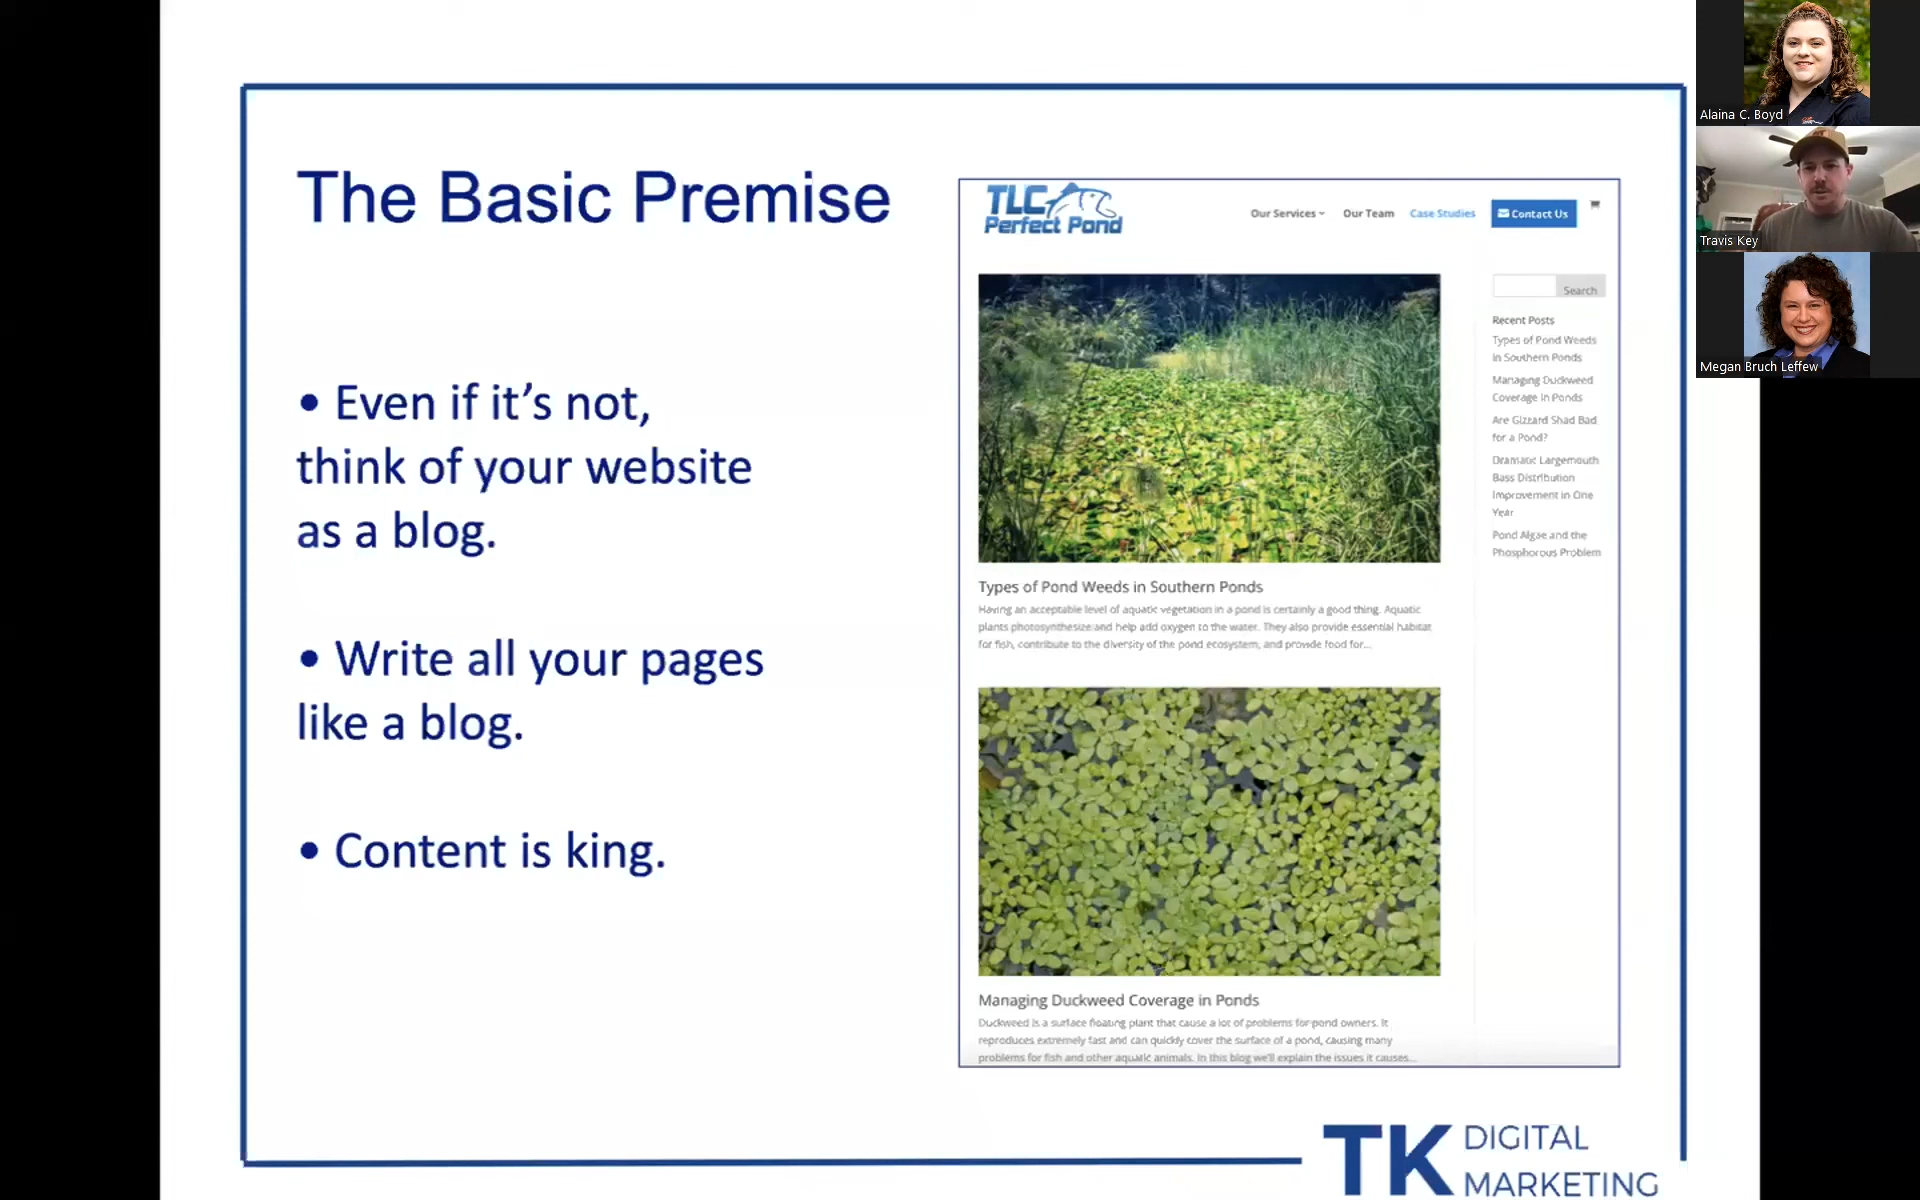 The Basic Premise
• Even if it's not,
think of your website
as a blog.
• Write all your pages
like a blog.
• Content is king.
TLC
Perfect Pond
Our Services
Our Team
Case Studies
Contact Us
Search
Recent Posts
Types of Pond Weeds
in Southern Ponds
Managing Duckweed
Coverage in Ponds
Are Gizzard Shad Bad
for a Pond?
Dramatic Largemouth
Bass Distribution
Improvement in One
Year
Pond Algae and the
Phosphorous Problem
Types of Pond Weeds in Southern Ponds
Having an acceptable level of aquatic vegetation in a pond is certainly a good thing. Aquatic
plants photosynthesize and help add oxygen to the water. They also provide essential habitat
for fish, contribute to the diversity of the pond ecosystem, and provide food for...
Managing Duckweed Coverage in Ponds
Duckweed is a surface floating plant that cause a lot of problems for pond owners. It
reproduces extremely fast and can quickly cover the surface of a pond, causing many
problems for fish and other aquatic animals. In this blog we'll explain the issues it causes...
TK DIGITAL
MARKETING
Alaina C. Boyd
Travis Key
Megan Bruch Leffew